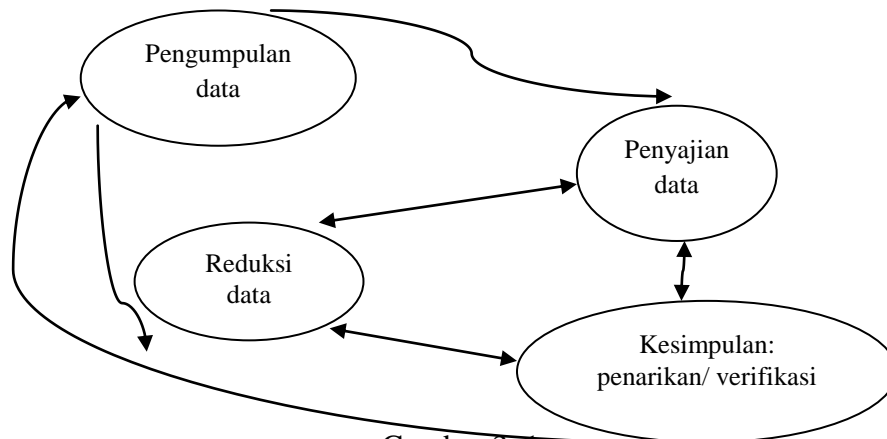 Pengumpulan
data
Penyajian
data
Reduksi
data
Kesimpulan:
penarikan/ verifikasi